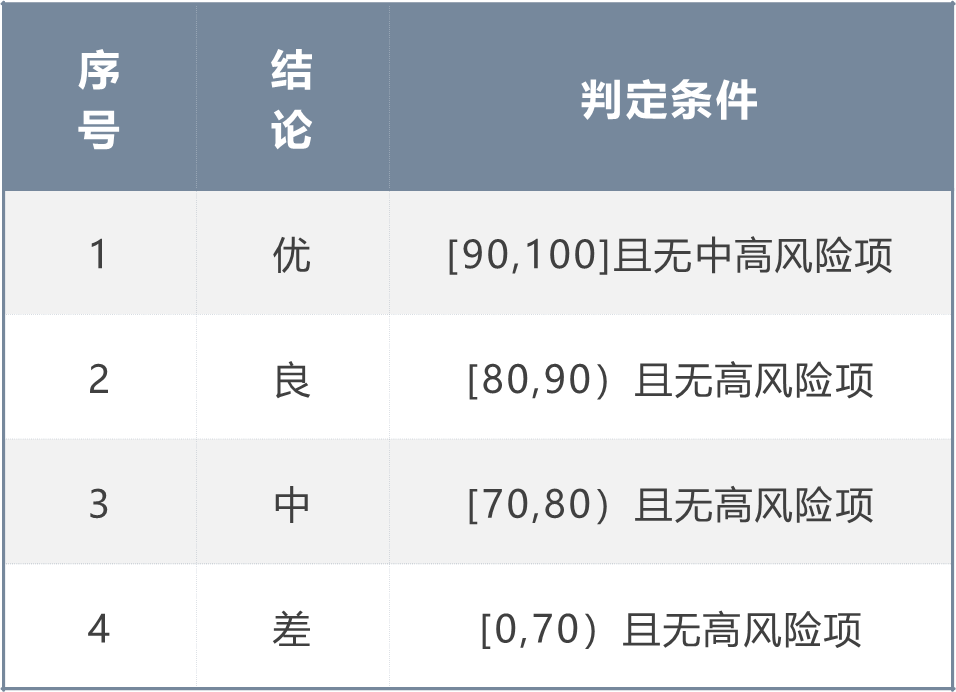 序
号
结
论
判定条件
1
优
[90,100]且无中高风险项
2
良
[80,90）且无高风险项
3
中
[70,80）且无高风险项
4
差
[0,70）且无高风险项